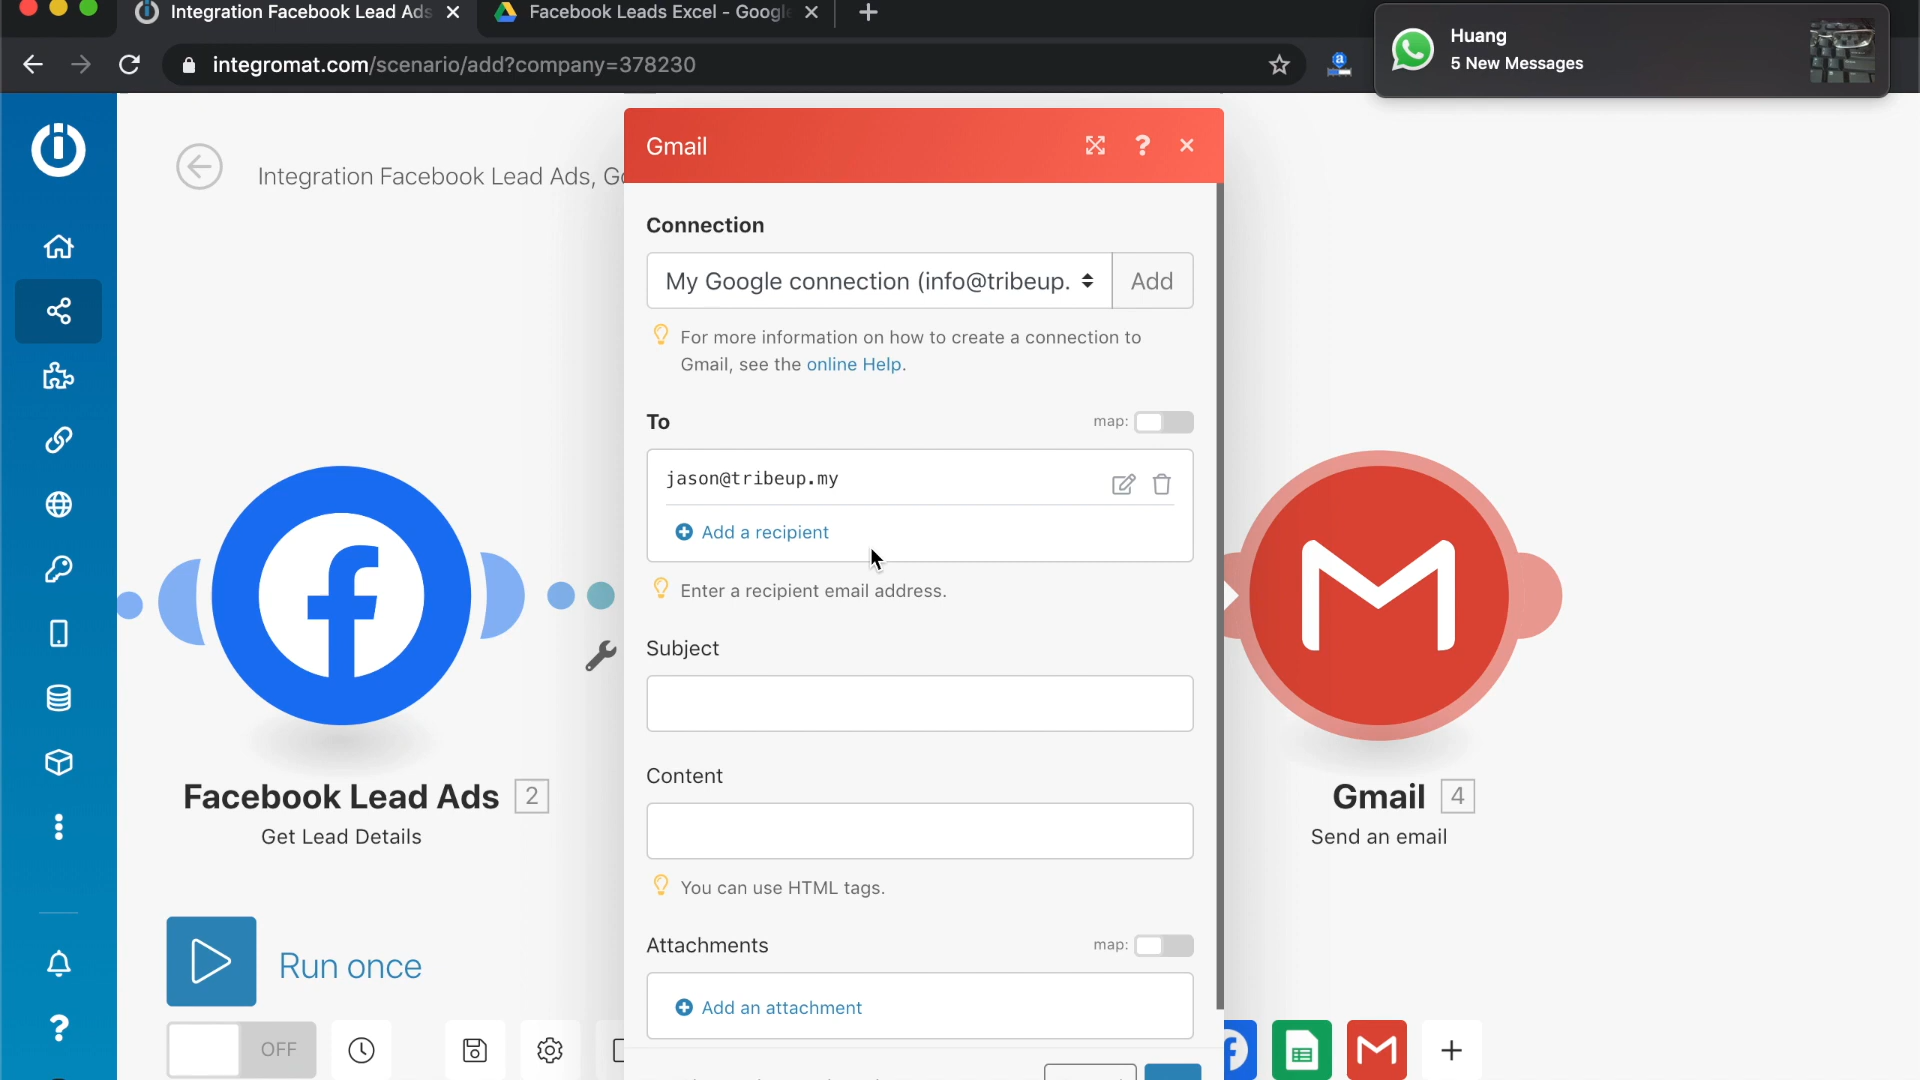 Integration Facebook Lead Ads
Facebook Leads Excel - Google
integromat.com/scenario/add?company=378230
Huang
5 New Messages
Integration Facebook Lead Ads, Go
Gmail
Connection
My Google connection (info@tribeup.
Add
For more information on how to create a connection to
Gmail, see the online Help.
To
map:
jason@tribeup.my
Add a recipient
Enter a recipient email address.
Subject
Content
You can use HTML tags.
Attachments
map:
Add an attachment
Facebook Lead Ads 2
Get Lead Details
Gmail 4
Send an email
Run once
OFF